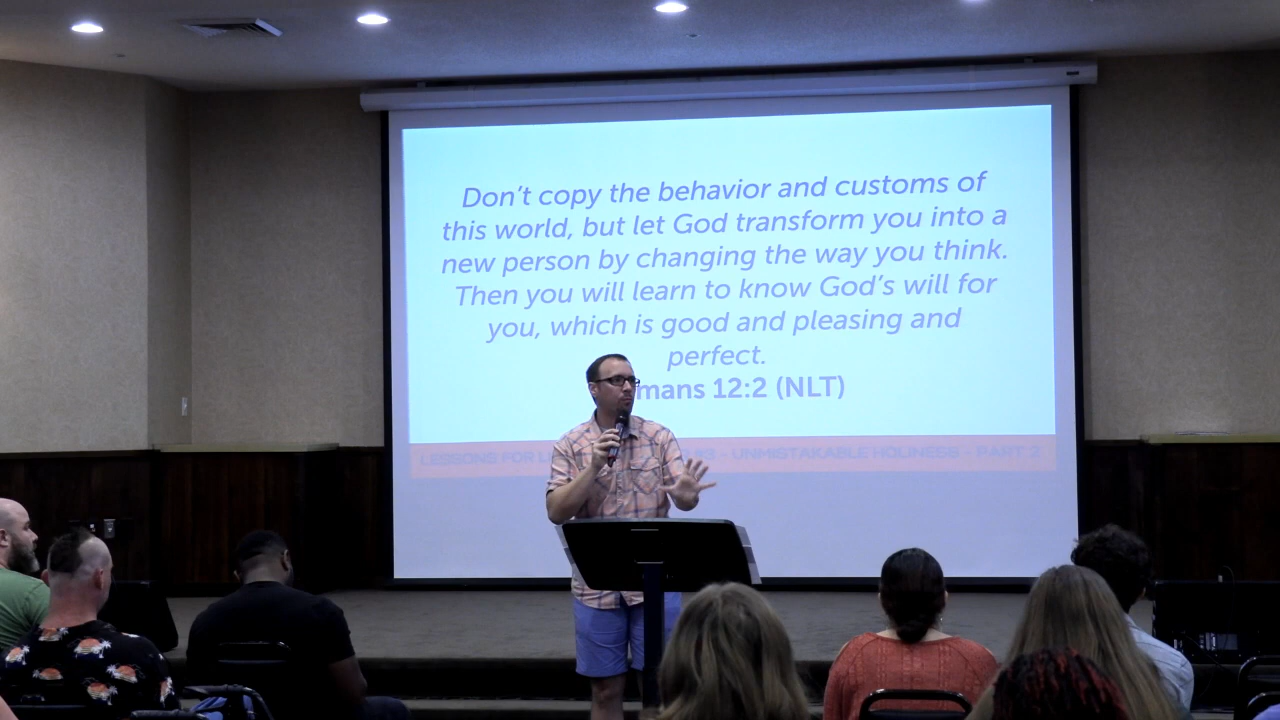 Don't copy the behavior and customs of
this world, but let God transform you into a
new person by changing the way you think.
Then you will learn to know God's will for
you, which is good and pleasing and
perfect.
mans 12:2 (NLT)
LESSONS FOR - UNMISTAKABLE HOLINESS - PART 2